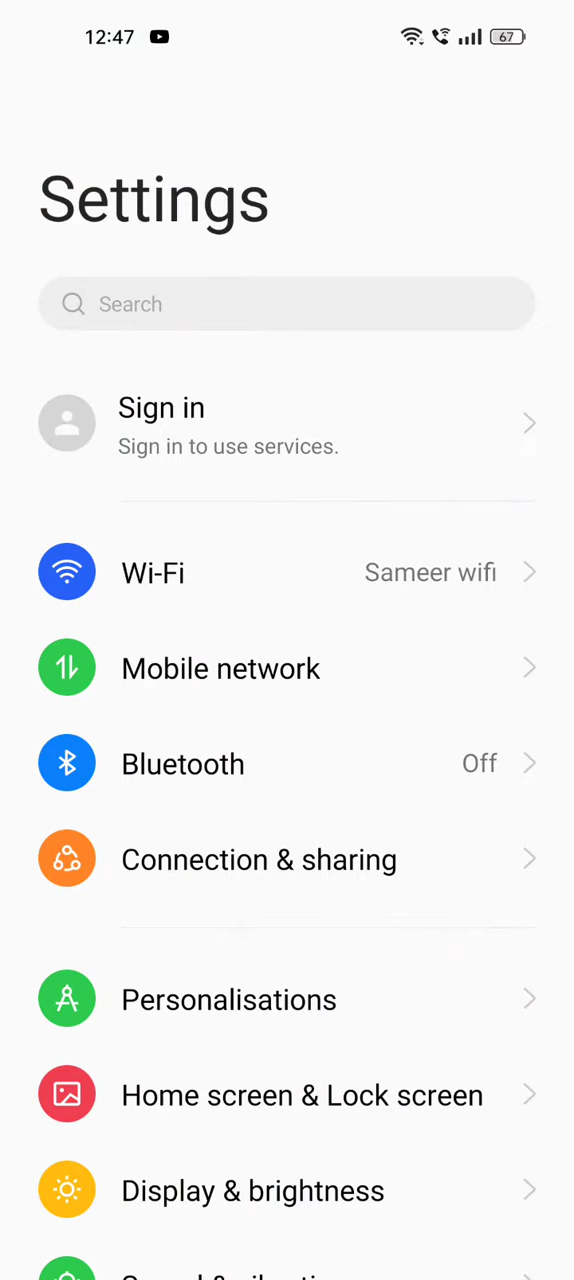 12:47
67
Settings
Search
Sign in
Sign in to use services.
Wi-Fi Sameer wifi
Mobile network
Bluetooth Off
Connection & sharing
Personalisations
Home screen & Lock screen
Display & brightness